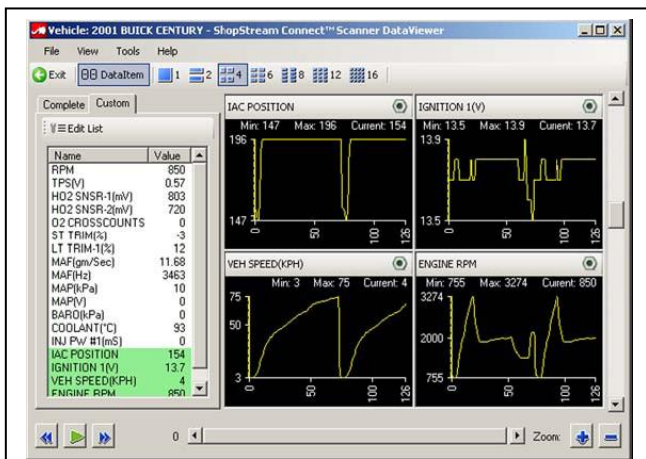 Vehicle: 2001 BUICK CENTURY - ShopStream Connect™ Scanner DataViewer
File View Tools Help
Exit DataItem 1 2 4 6 8 12 16
Complete Custom
Edit List
Name Value
RPM 850
TPS(V) 0.57
HO2 SNSR-1(mV) 803
HO2 SNSR-2(mV) 720
O2 CROSSCOUNTS 0
ST TRIM(%) -3
LT TRIM-1(%) 12
MAF(gm/Sec) 11.68
MAF(Hz) 3463
MAP(kPa) 10
MAP(V) 0
BARO(kPa) 0
COOLANT(°C) 93
INJ PW #1(mS) 0
IAC POSITION 154
IGNITION 1(V) 13.7
VEH SPEED(KPH) 4
ENGINE RPM 850
IAC POSITION
Min: 147 Max: 196 Current: 154
196
147
0 50 100 126
IGNITION 1(V)
Min: 13.5 Max: 13.9 Current: 13.7
13.9
13.5
0 50 100 126
VEH SPEED(KPH)
Min: 3 Max: 75 Current: 4
75
50
3
0 50 100 126
ENGINE RPM
Min: 755 Max: 3274 Current: 850
3274
2000
755
0 50 100 126
0 Zoom: